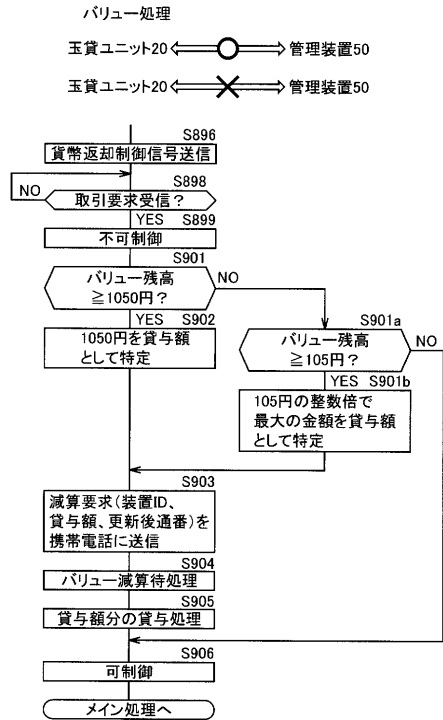 バリュー処理
玉貸ユニット20 管理装置50
玉貸ユニット20 管理装置50
S896
貨幣返却制御信号送信
S898
NO
取引要求受信？
YES S899
不可制御
S901
バリュー残高
≧1050円？
NO
YES S902
1050円を貸与額
として特定
S901a
バリュー残高
≧105円？
NO
YES S901b
105円の整数倍で
最大の金額を貸与額
として特定
S903
減算要求(装置ID、
貸与額、更新後通番)を
携帯電話に送信
S904
バリュー減算待処理
S905
貸与額分の貸与処理
S906
可制御
メイン処理へ